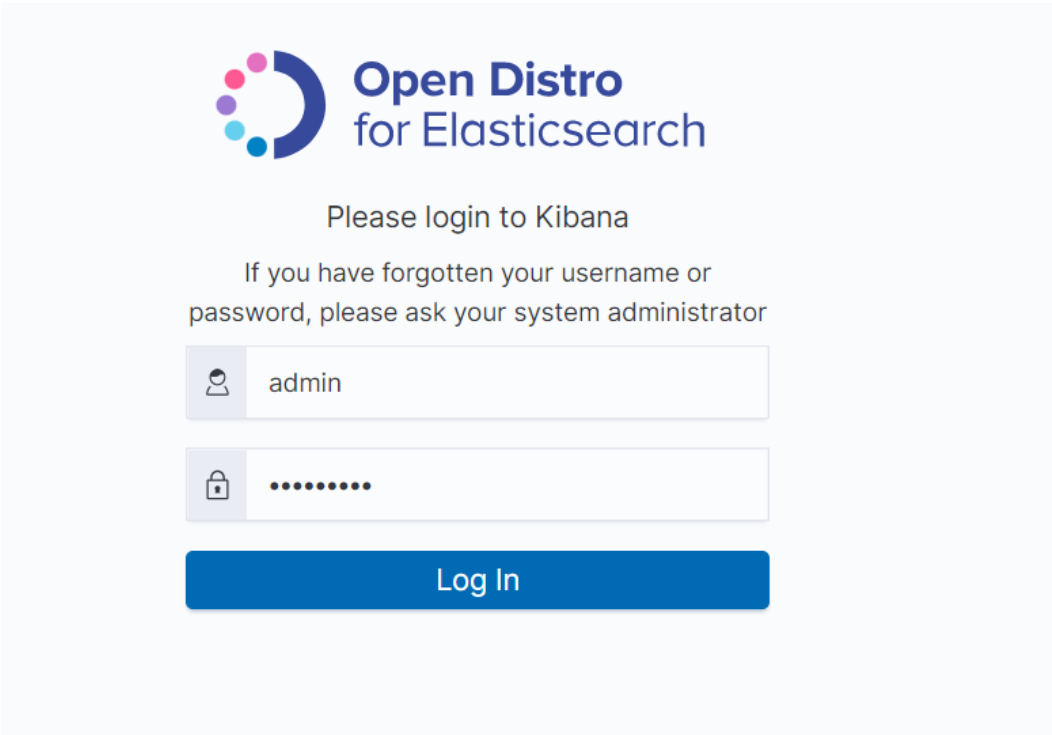 Open Distro
for Elasticsearch
Please login to Kibana
If you have forgotten your username or
password, please ask your system administrator
admin
•••••••••
Log In